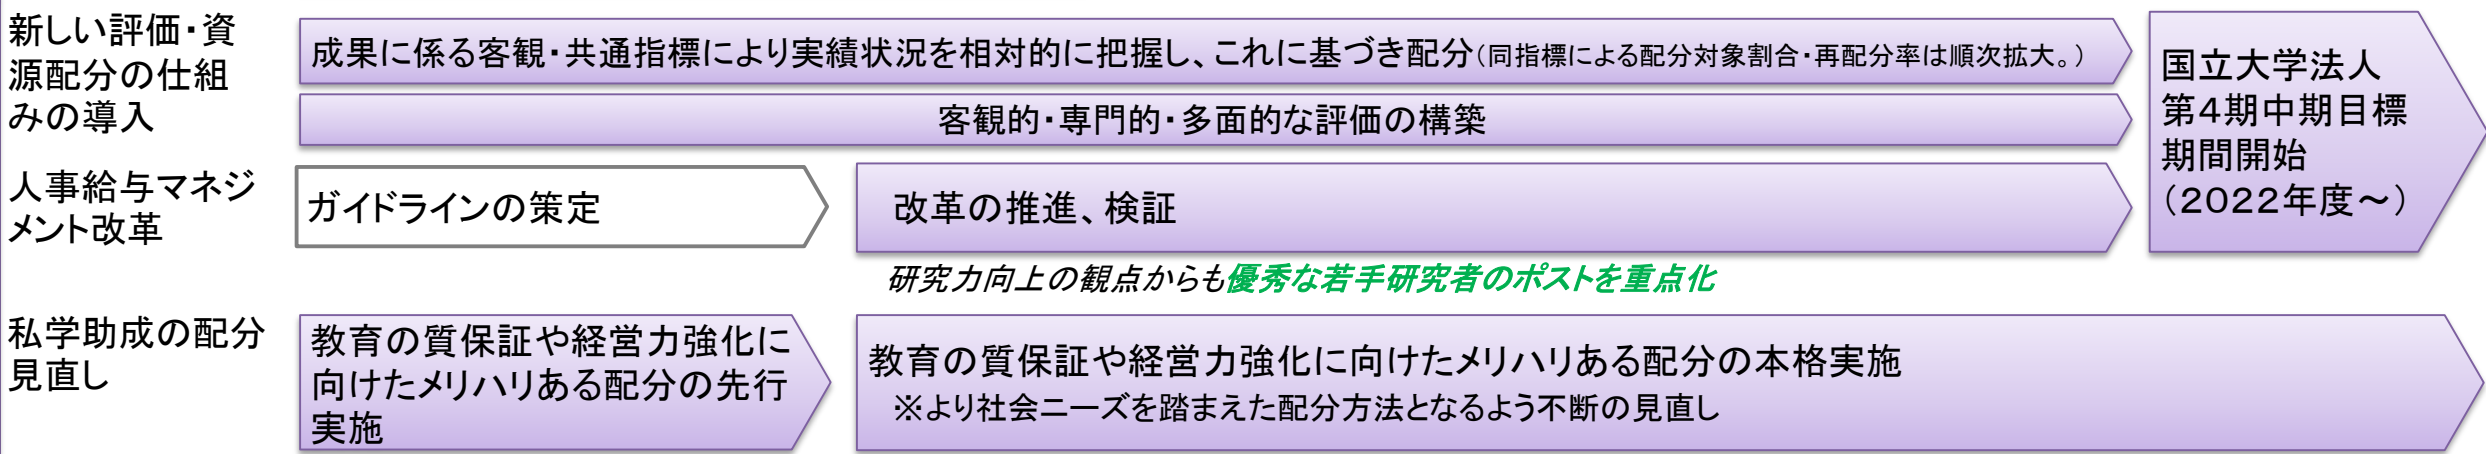 新しい評価・資
源配分の仕組
みの導入
成果に係る客観・共通指標により実績状況を相対的に把握し、これに基づき配分(同指標による配分対象割合・再配分率は順次拡大。)
客観的・専門的・多面的な評価の構築
国立大学法人
第4期中期目標
期間開始
(2022年度~)
人事給与マネジ
メント改革
ガイドラインの策定
改革の推進、検証
研究力向上の観点からも優秀な若手研究者のポストを重点化
私学助成の配分
見直し
教育の質保証や経営力強化に
向けたメリハリある配分の先行
実施
教育の質保証や経営力強化に向けたメリハリある配分の本格実施
※より社会ニーズを踏まえた配分方法となるよう不断の見直し